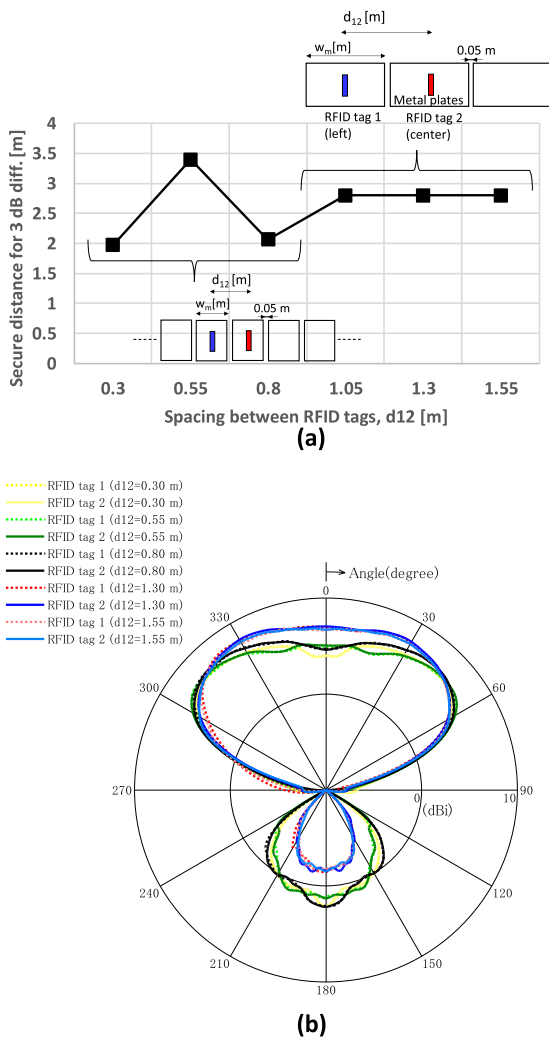 d12 [m]
wm[m]
0.05 m
Metal plates
RFID tag 1
(left)
RFID tag 2
(center)
Secure distance for 3 dB diff. [m]
4
3.5
3
2.5
2
1.5
1
0.5
0
d12 [m]
wm[m]
0.05 m
0.3 0.55 0.8 1.05 1.3 1.55
Spacing between RFID tags, d12 [m]
(a)
RFID tag 1 (d12=0.30 m)
RFID tag 2 (d12=0.30 m)
RFID tag 1 (d12=0.55 m)
RFID tag 2 (d12=0.55 m)
RFID tag 1 (d12=0.80 m)
RFID tag 2 (d12=0.80 m)
RFID tag 1 (d12=1.30 m)
RFID tag 2 (d12=1.30 m)
RFID tag 1 (d12=1.55 m)
RFID tag 2 (d12=1.55 m)
Angle(degree)
0
330 30
300 60
270 0 10 90
(dBi)
240 120
210 150
180
(b)